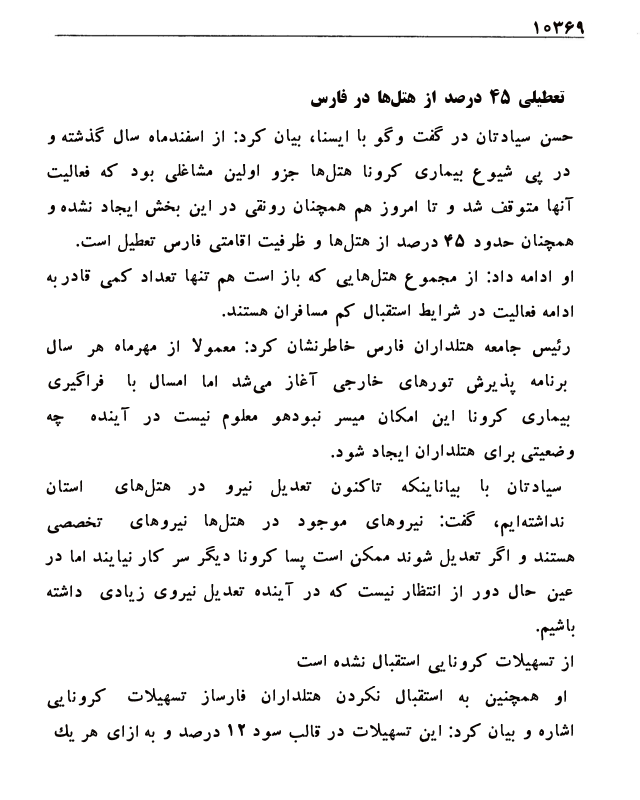 ۱۰۳۶۹
تعطیلی ۴۵ درصد از هتل‌ها در فارس
حسن سیادتان در گفت وگو با ایسنا، بیان کرد: از اسفندماه سال گذشته و
در پی شیوع بیماری کرونا هتل‌ها جزو اولین مشاغلی بود که فعالیت
آنها متوقف شد و تا امروز هم همچنان رونقی در این بخش ایجاد نشده و
همچنان حدود ۴۵ درصد از هتل‌ها و ظرفیت اقامتی فارس تعطیل است.
او ادامه داد: از مجموع هتل‌هایی که باز است هم تنها تعداد کمی قادر به
ادامه فعالیت در شرایط استقبال کم مسافران هستند.
رئیس جامعه هتلداران فارس خاطرنشان کرد: معمولا از مهرماه هر سال
برنامه پذیرش تورهای خارجی آغاز می‌شد اما امسال با فراگیری
بیماری کرونا این امکان میسر نبودهو معلوم نیست در آینده چه
وضعیتی برای هتلداران ایجاد شود.
سیادتان با بیاناینکه تاکنون تعدیل نیرو در هتل‌های استان
نداشته‌ایم، گفت: نیروهای موجود در هتل‌ها نیروهای تخصصی
هستند و اگر تعدیل شوند ممکن است پسا کرونا دیگر سر کار نیایند اما در
عین حال دور از انتظار نیست که در آینده تعدیل نیروی زیادی داشته
باشیم.
از تسهیلات کرونایی استقبال نشده است
او همچنین به استقبال نکردن هتلداران فارساز تسهیلات کرونایی
اشاره و بیان کرد: این تسهیلات در قالب سود ۱۲ درصد و به ازای هر یك